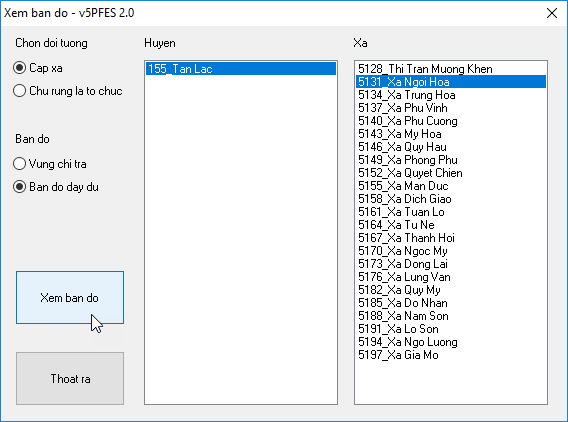 Xem ban do - v5PFES 2.0
Chon doi tuong
Cap xa
Chu rung la to chuc
Ban do
Vung chi tra
Ban do day du
Xem ban do
Thoat ra
Huyen
155_Tan Lac
Xa
5128_Thi Tran Muong Khen
5131_Xa Ngoi Hoa
5134_Xa Trung Hoa
5137_Xa Phu Vinh
5140_Xa Phu Cuong
5143_Xa My Hoa
5146_Xa Quy Hau
5149_Xa Phong Phu
5152_Xa Quyet Chien
5155_Xa Man Duc
5158_Xa Dich Giao
5161_Xa Tuan Lo
5164_Xa Tu Ne
5167_Xa Thanh Hoi
5170_Xa Ngoc My
5173_Xa Dong Lai
5176_Xa Lung Van
5182_Xa Quy My
5185_Xa Do Nhan
5188_Xa Nam Son
5191_Xa Lo Son
5194_Xa Ngo Luong
5197_Xa Gia Mo